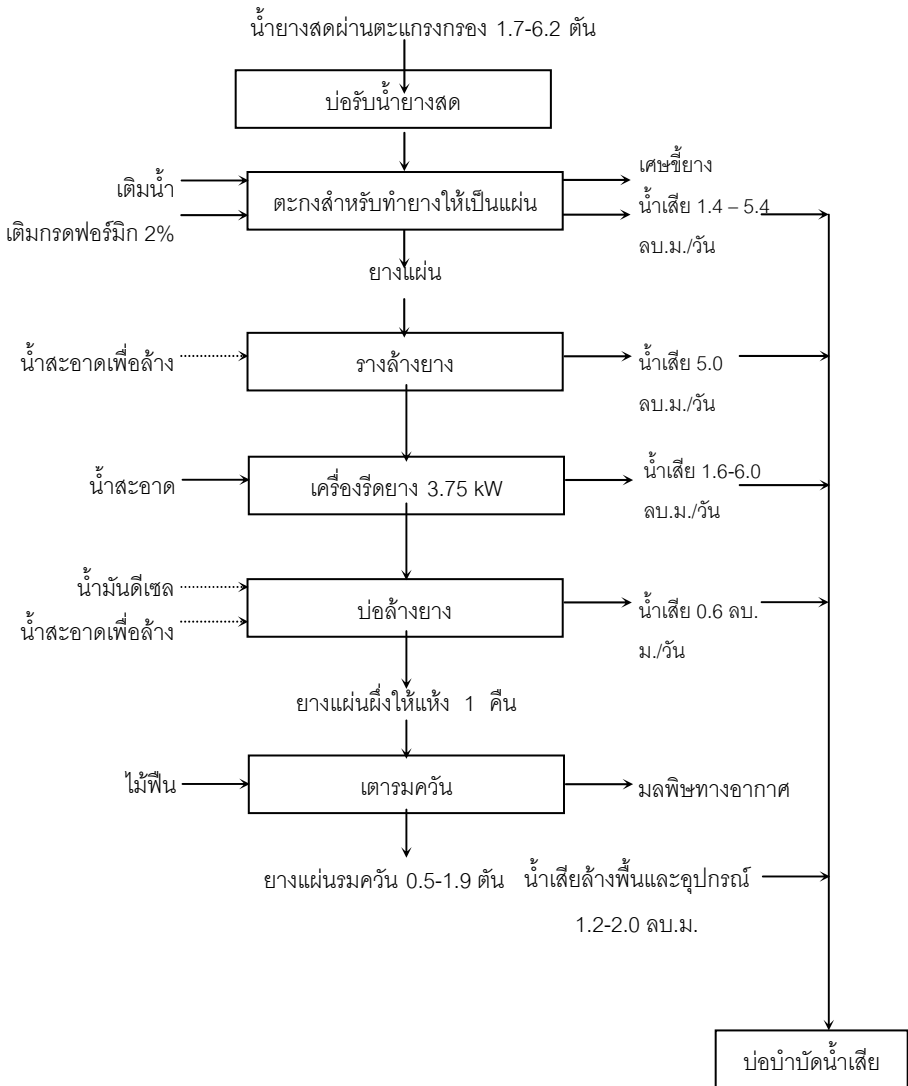 น้ำยางสดผ่านตะแกรงกรอง 1.7-6.2 ตัน
บ่อรับน้ำยางสด
เติมน้ำ
เติมกรดฟอร์มิก 2%
ตะกงสำหรับทำยางให้เป็นแผ่น
เศษขี้ยาง
น้ำเสีย 1.4 – 5.4
ลบ.ม./วัน
ยางแผ่น
น้ำสะอาดเพื่อล้าง
รางล้างยาง
น้ำเสีย 5.0
ลบ.ม./วัน
น้ำสะอาด
เครื่องรีดยาง 3.75 kW
น้ำเสีย 1.6-6.0
ลบ.ม./วัน
น้ำมันดีเซล
น้ำสะอาดเพื่อล้าง
บ่อล้างยาง
น้ำเสีย 0.6 ลบ.
ม./วัน
ยางแผ่นผึ่งให้แห้ง 1 คืน
ไม้ฟืน
เตารมควัน
มลพิษทางอากาศ
ยางแผ่นรมควัน 0.5-1.9 ตัน
น้ำเสียล้างพื้นและอุปกรณ์
1.2-2.0 ลบ.ม.
บ่อบำบัดน้ำเสีย